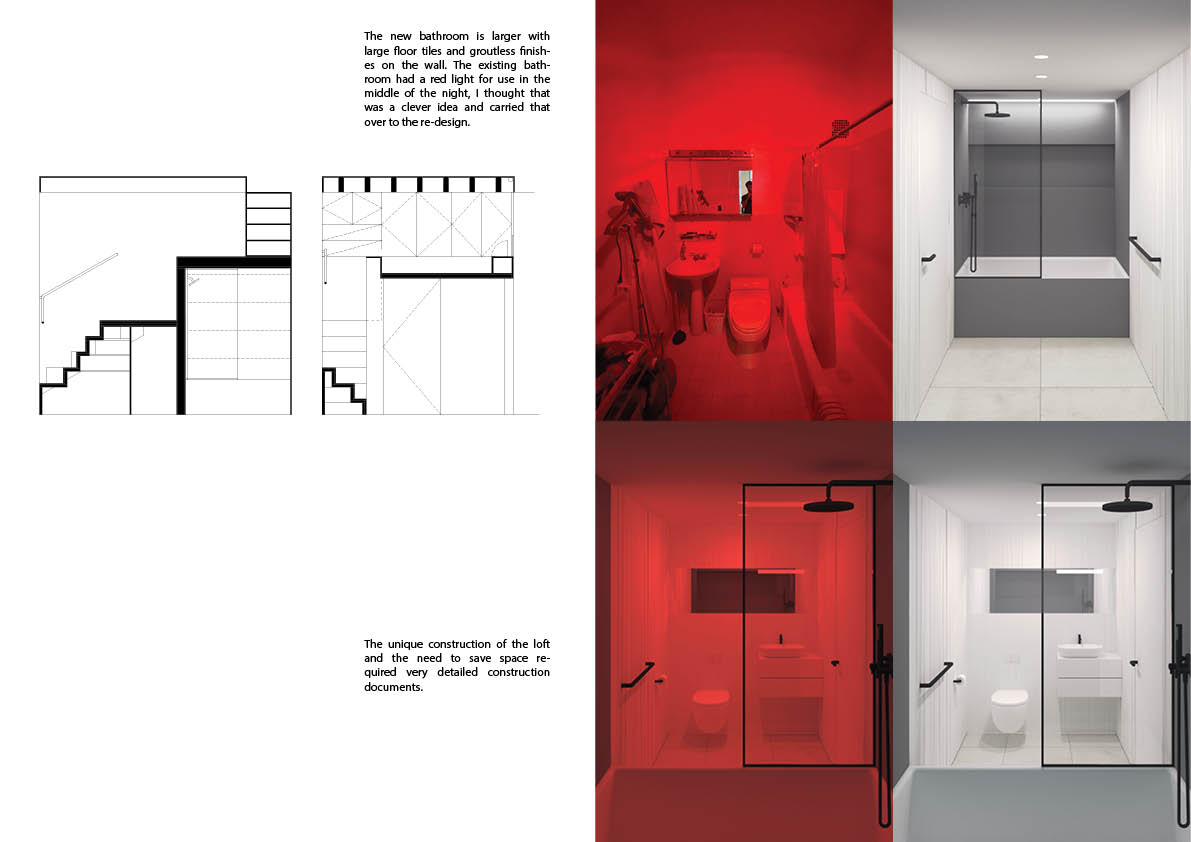 The new bathroom is larger with
large floor tiles and groutless finish-
es on the wall. The existing bath-
room had a red light for use in the
middle of the night, I thought that
was a clever idea and carried that
over to the re-design.
The unique construction of the loft
and the need to save space re-
quired very detailed construction
documents.